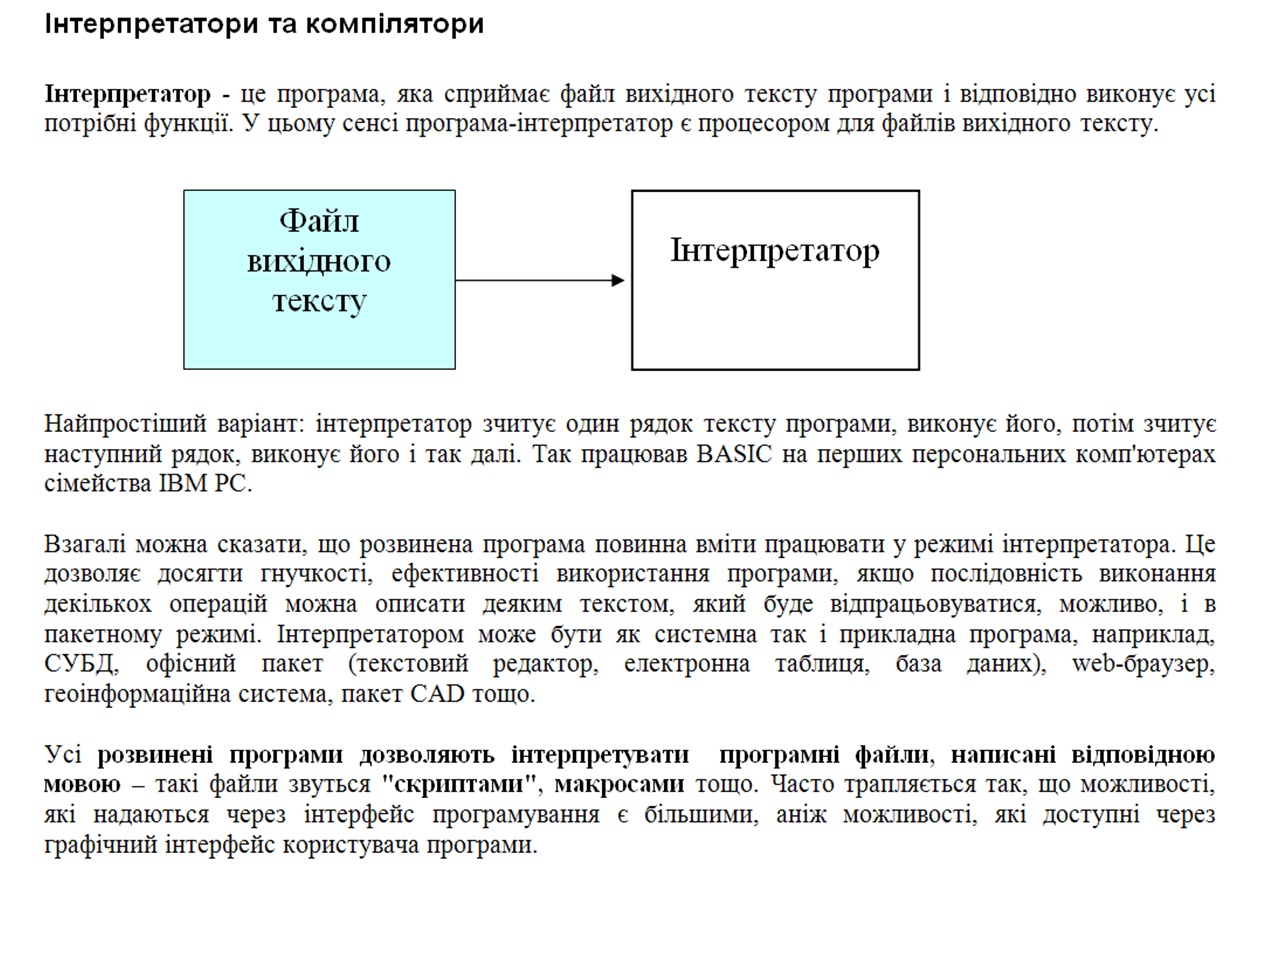 Інтерпретатори та компілятори
Інтерпретатор - це програма, яка сприймає файл вихідного тексту програми і відповідно виконує усі
потрібні функції. У цьому сенсі програма-інтерпретатор є процесором для файлів вихідного тексту.
Файл
вихідного
тексту
Інтерпретатор
Найпростіший варіант: інтерпретатор зчитує один рядок тексту програми, виконує його, потім зчитує
наступний рядок, виконує його і так далі. Так працював BASIC на перших персональних комп'ютерах
сімейства IBM PC.
Взагалі можна сказати, що розвинена програма повинна вміти працювати у режимі інтерпретатора. Це
дозволяє досягти гнучкості, ефективності використання програми, якщо послідовність виконання
декількох операцій можна описати деяким текстом, який буде відпрацьовуватися, можливо, і в
пакетному режимі. Інтерпретатором може бути як системна так і прикладна програма, наприклад,
СУБД, офісний пакет (текстовий редактор, електронна таблиця, база даних), web-браузер,
геоінформаційна система, пакет CAD тощо.
Усі розвинені програми дозволяють інтерпретувати програмні файли, написані відповідною
мовою – такі файли звуться "скриптами", макросами тощо. Часто трапляється так, що можливості,
які надаються через інтерфейс програмування є більшими, аніж можливості, які доступні через
графічний інтерфейс користувача програми.